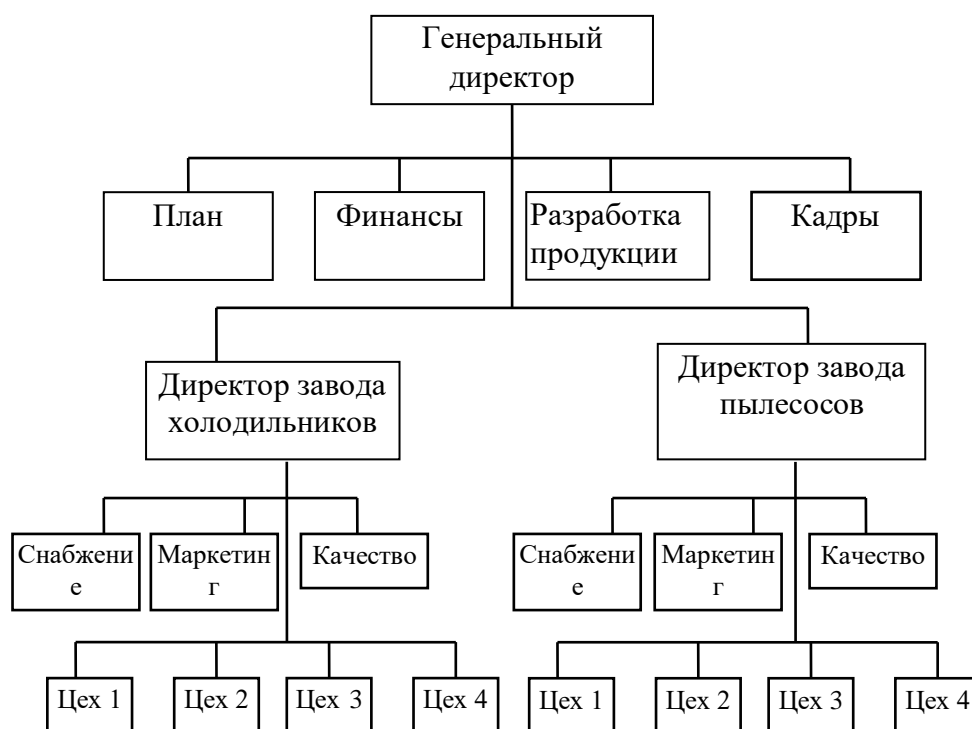 Генеральный
директор
План
Финансы
Разработка
продукции
Кадры
Директор завода
холодильников
Директор завода
пылесосов
Снабжени
е
Маркетин
г
Качество
Снабжени
е
Маркетин
г
Качество
Цех 1
Цех 2
Цех 3
Цех 4
Цех 1
Цех 2
Цех 3
Цех 4